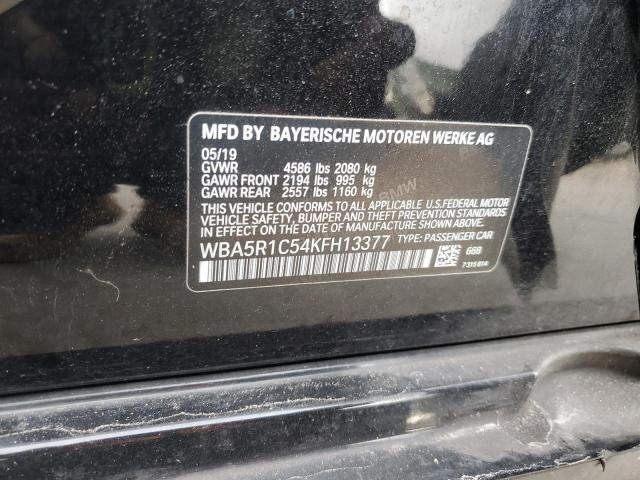 MFD BY BAYERISCHE MOTOREN WERKE AG
05/19
GVWR 4586 lbs 2080 kg
GAWR FRONT 2194 lbs 995 kg
GAWR REAR 2557 lbs 1160 kg
THIS VEHICLE CONFORMS TO ALL APPLICABLE U.S.FEDERAL MOTOR
VEHICLE SAFETY, BUMPER AND THEFT PREVENTION STANDARDS
IN EFFECT ON THE DATE OF MANUFACTURE SHOWN ABOVE.
WBA5R1C54KFH13377 TYPE: PASSENGER CAR
668
7315814
BMW